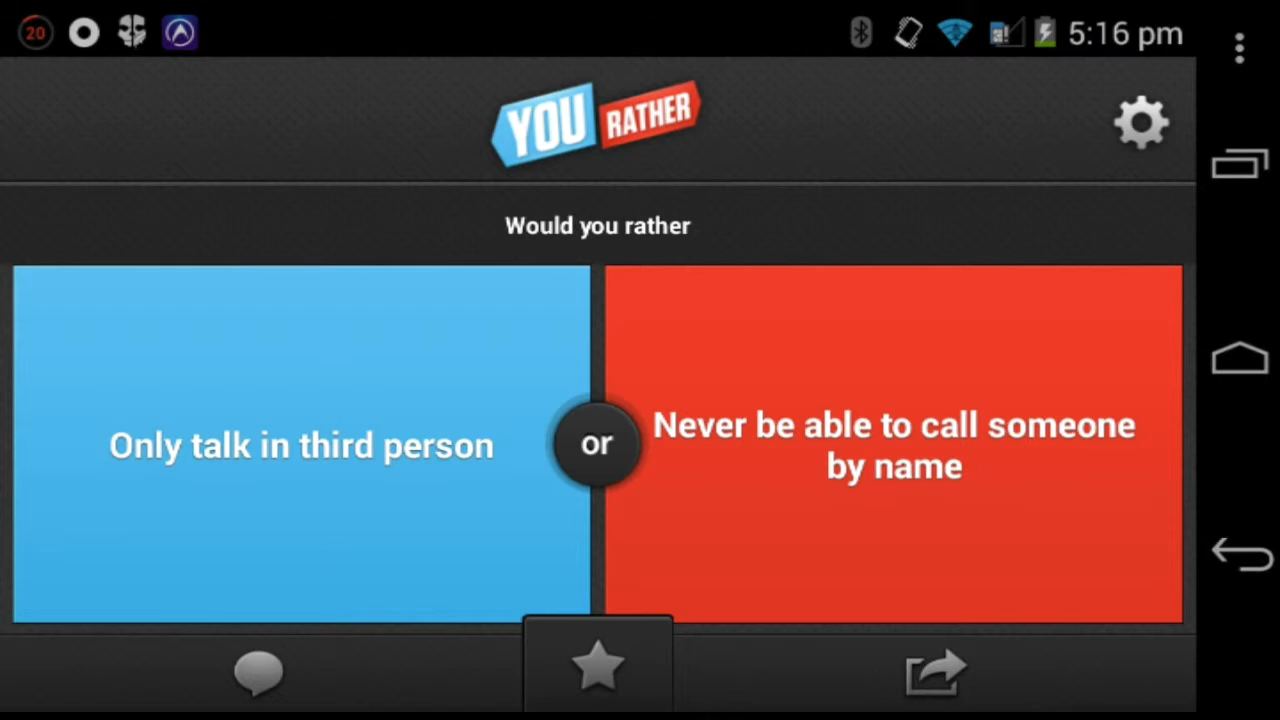 20
5:16 pm
YOU RATHER
Would you rather
Only talk in third person
or
Never be able to call someone
by name